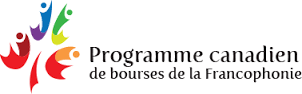 Programme canadien
de bourses de la Francophonie